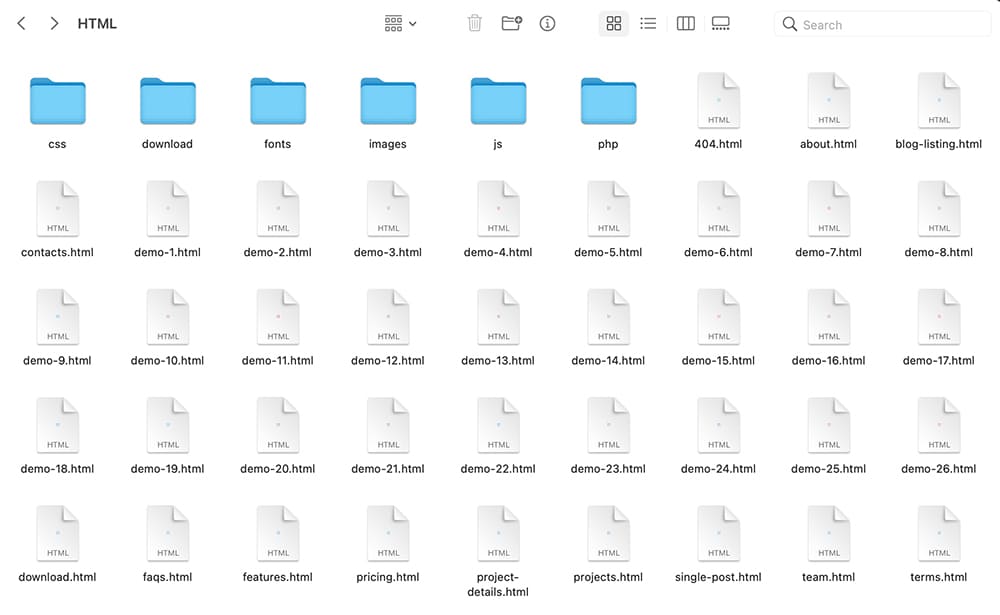 HTML
Search
HTML HTML HTML
css download fonts images js php 404.html about.html blog-listing.html
HTML HTML HTML HTML HTML HTML HTML HTML HTML
contacts.html demo-1.html demo-2.html demo-3.html demo-4.html demo-5.html demo-6.html demo-7.html demo-8.html
HTML HTML HTML HTML HTML HTML HTML HTML HTML
demo-9.html demo-10.html demo-11.html demo-12.html demo-13.html demo-14.html demo-15.html demo-16.html demo-17.html
HTML HTML HTML HTML HTML HTML HTML HTML HTML
demo-18.html demo-19.html demo-20.html demo-21.html demo-22.html demo-23.html demo-24.html demo-25.html demo-26.html
HTML HTML HTML HTML HTML HTML HTML HTML HTML
download.html faqs.html features.html pricing.html project- projects.html single-post.html team.html terms.html
details.html